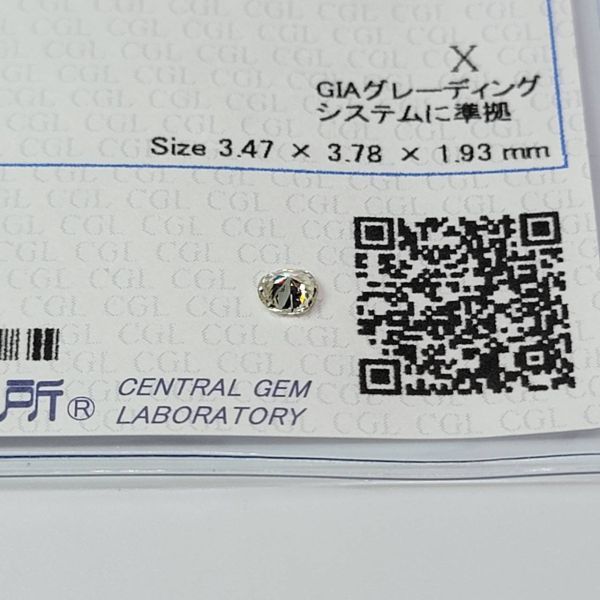 X
GIAグレーディング
システムに準拠
Size 3.47 × 3.78 × 1.93 mm
所® CENTRAL GEM
LABORATORY